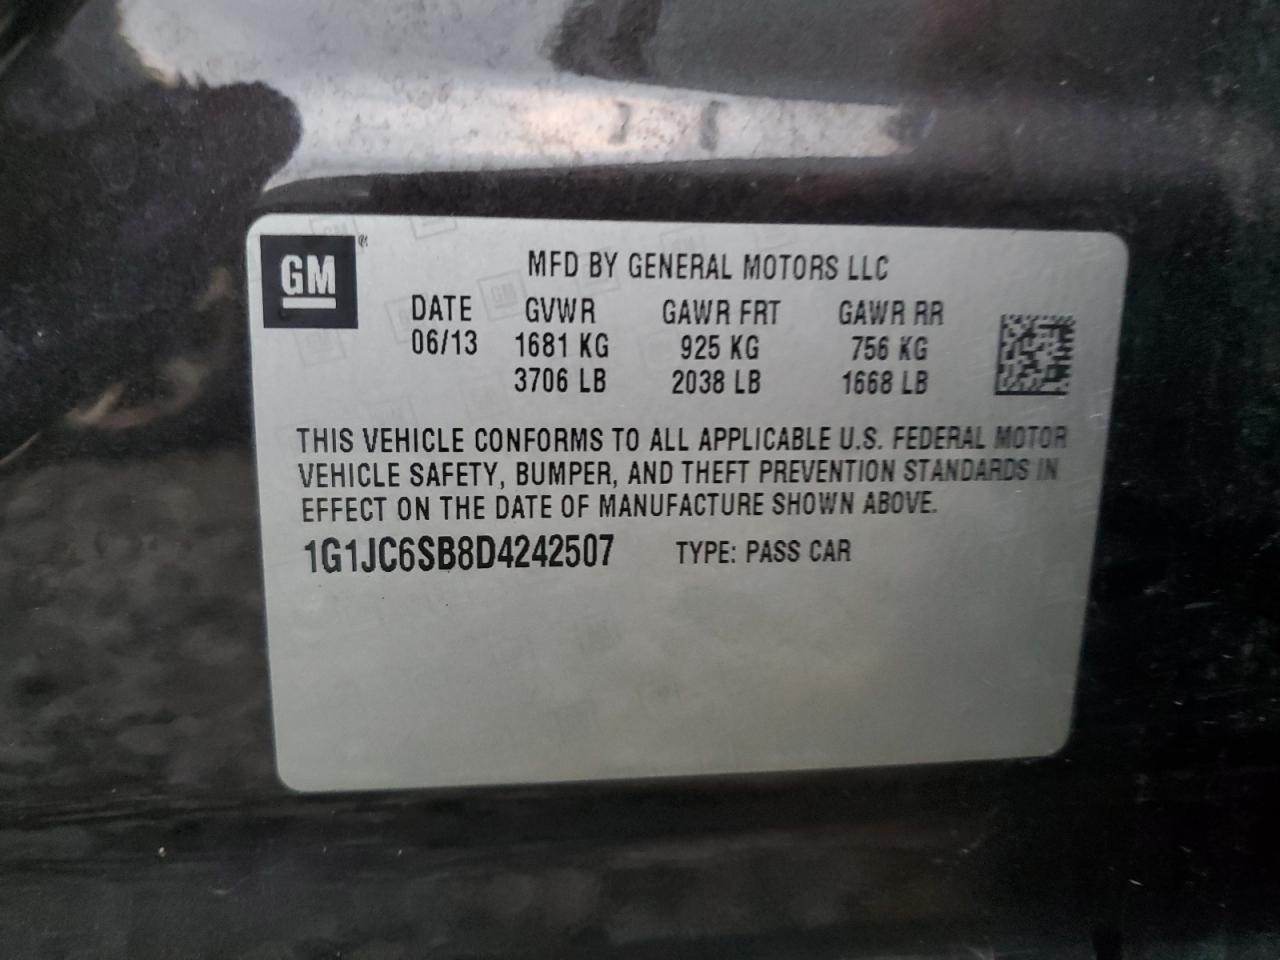 GM
MFD BY GENERAL MOTORS LLC
DATE GVWR GAWR FRT GAWR RR
06/13 1681 KG 925 KG 756 KG
3706 LB 2038 LB 1668 LB
THIS VEHICLE CONFORMS TO ALL APPLICABLE U.S. FEDERAL MOTOR
VEHICLE SAFETY, BUMPER, AND THEFT PREVENTION STANDARDS IN
EFFECT ON THE DATE OF MANUFACTURE SHOWN ABOVE.
1G1JC6SB8D4242507 TYPE: PASS CAR